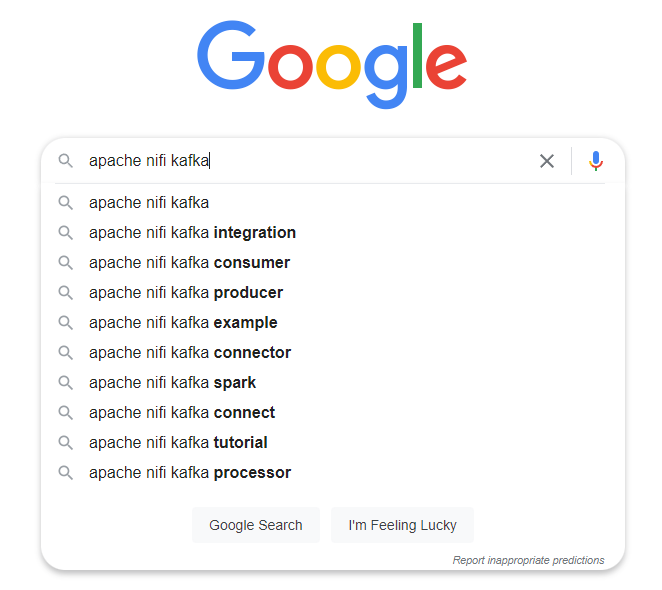 Google
apache nifi kafka
apache nifi kafka
apache nifi kafka integration
apache nifi kafka consumer
apache nifi kafka producer
apache nifi kafka example
apache nifi kafka connector
apache nifi kafka spark
apache nifi kafka connect
apache nifi kafka tutorial
apache nifi kafka processor
Google Search I'm Feeling Lucky
Report inappropriate predictions